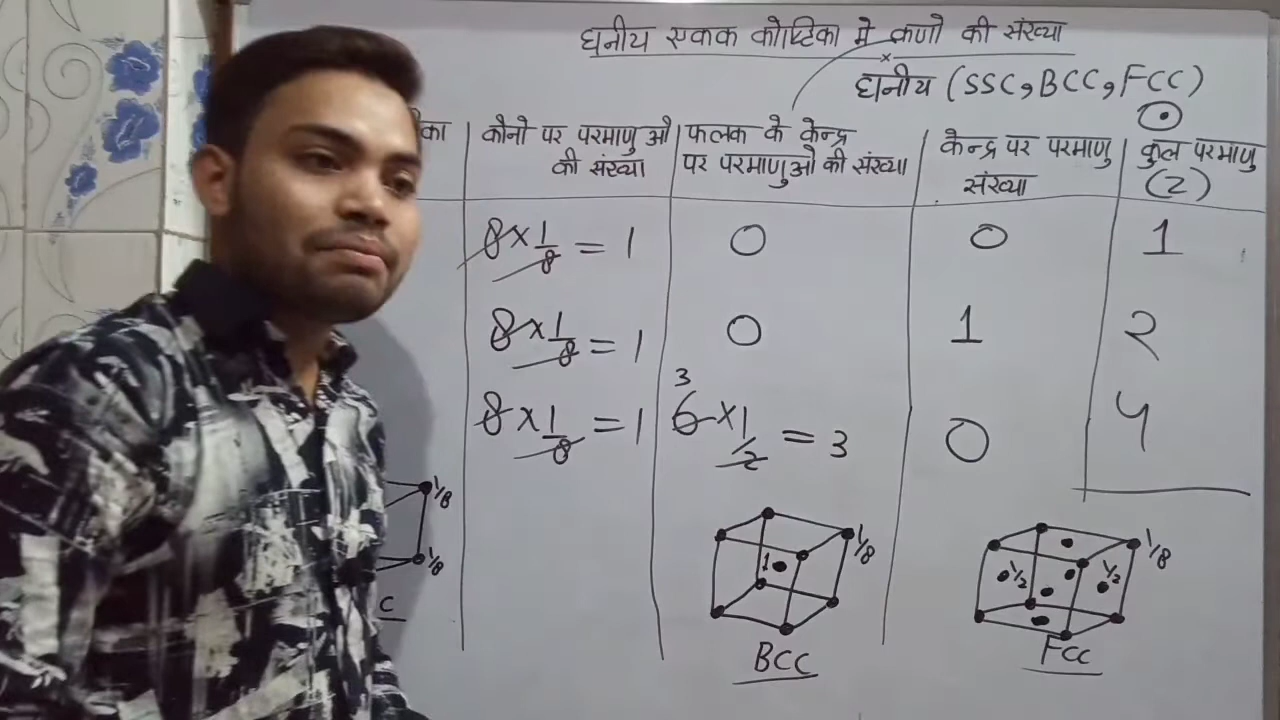 घनीय एकक कोष्टिका मे कणो की संख्या
घनीय (SSC, BCC, FCC)
का
कोनो पर परमाणुओ
की संख्या
फलक के केन्द्र
पर परमाणुओ की संख्या
केन्द्र पर परमाणु
संख्या
कुल परमाणु
(Z)
8 × 1/8 = 1
0
0
1
8 × 1/8 = 1
0
1
2
8 × 1/8 = 1
3
6 × 1/2 = 3
0
4
1/8
1/8
C
1/8
1
BCC
1/8
1/2
1/2
FCC